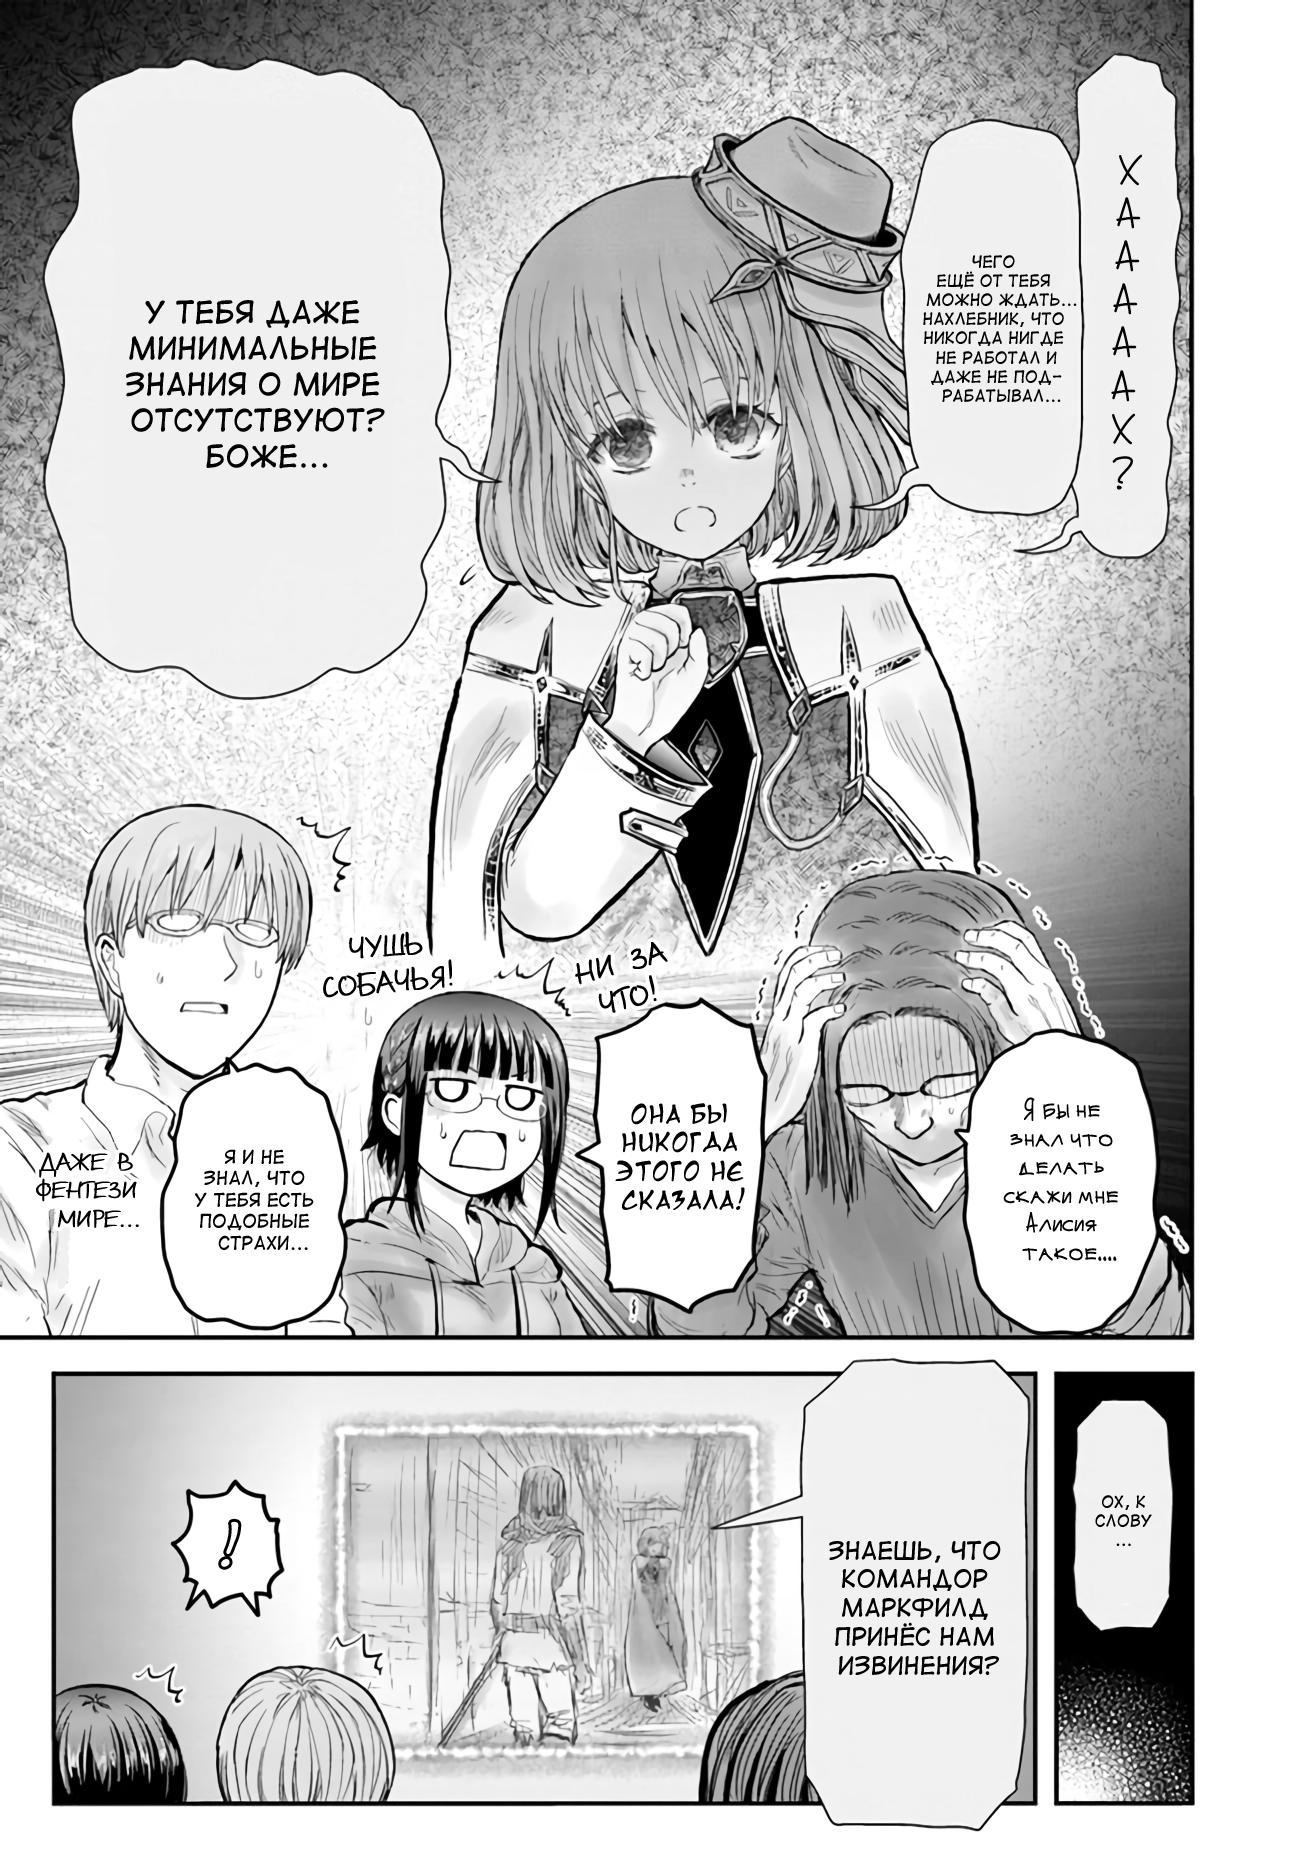 Х
А
А
А
А
А
Х
?
ЧЕГО
ЕЩЁ ОТ ТЕБЯ
МОЖНО ЖДАТЬ...
НАХЛЕБНИК, ЧТО
НИКОГДА НИГДЕ
НЕ РАБОТАЛ И
ДАЖЕ НЕ ПОД-
РАБАТЫВАЛ...
У ТЕБЯ ДАЖЕ
МИНИМАЛЬНЫЕ
ЗНАНИЯ О МИРЕ
ОТСУТСТВУЮТ?
БОЖЕ...
Я БЫ НЕ
ЗНАЛ ЧТО
ДЕЛАТЬ
СКАЖИ МНЕ
АЛИСИЯ
ТАКОЕ....
НИ ЗА
ЧТО!
ОНА БЫ
НИКОГДА
ЭТОГО НЕ
СКАЗАЛА!
ЧУШЬ
СОБАЧЬЯ!
Я И НЕ
ЗНАЛ, ЧТО
У ТЕБЯ ЕСТЬ
ПОДОБНЫЕ
СТРАХИ...
ДАЖЕ В
ФЕНТЕЗИ
МИРЕ...
ОХ, К
СЛОВУ
...
ЗНАЕШЬ, ЧТО
КОМАНДОР
МАРКФИЛД
ПРИНЁС НАМ
ИЗВИНЕНИЯ?
!